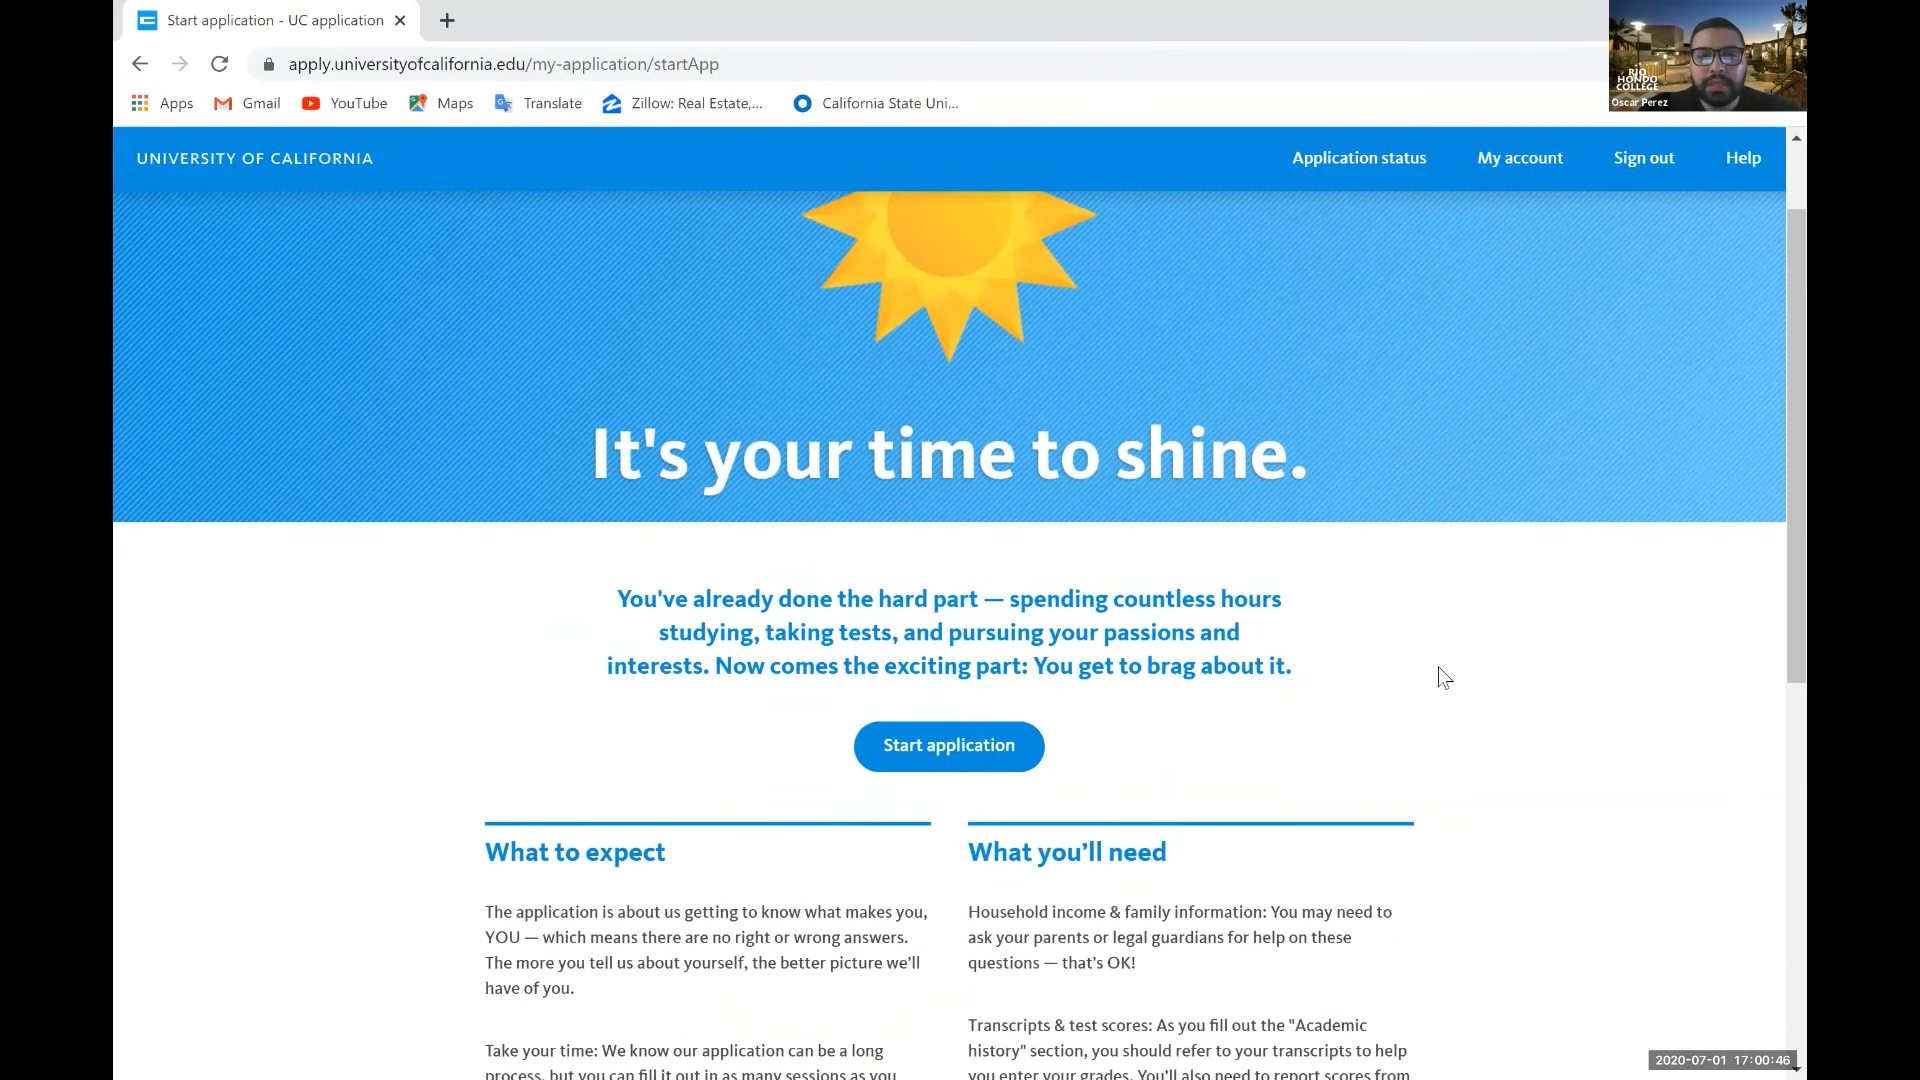 Start application - UC application
apply.universityofcalifornia.edu/my-application/startApp
Apps Gmail YouTube Maps Translate Zillow: Real Estate,... California State Uni...
RIO
HONDO
COLLEGE
Oscar Perez
UNIVERSITY OF CALIFORNIA Application status My account Sign out Help
It's your time to shine.
You've already done the hard part — spending countless hours
studying, taking tests, and pursuing your passions and
interests. Now comes the exciting part: You get to brag about it.
Start application
What to expect
The application is about us getting to know what makes you,
YOU — which means there are no right or wrong answers.
The more you tell us about yourself, the better picture we'll
have of you.
Take your time: We know our application can be a long
process, but you can fill it out in as many sessions as you
What you’ll need
Household income & family information: You may need to
ask your parents or legal guardians for help on these
questions — that’s OK!
Transcripts & test scores: As you fill out the "Academic
history" section, you should refer to your transcripts to help
you enter your grades. You’ll also need to report scores from
2020-07-01 17:00:46